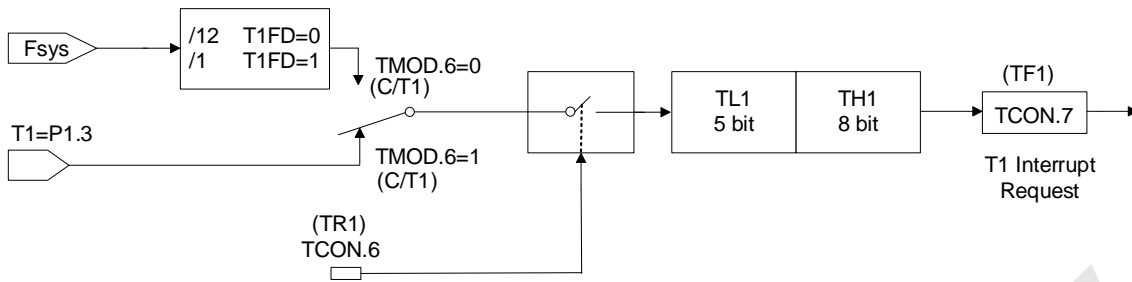 Fsys
/12 T1FD=0
/1 T1FD=1
TMOD.6=0
(C/T1)
T1=P1.3
TMOD.6=1
(C/T1)
(TR1)
TCON.6
TL1
5 bit
TH1
8 bit
(TF1)
TCON.7
T1 Interrupt
Request